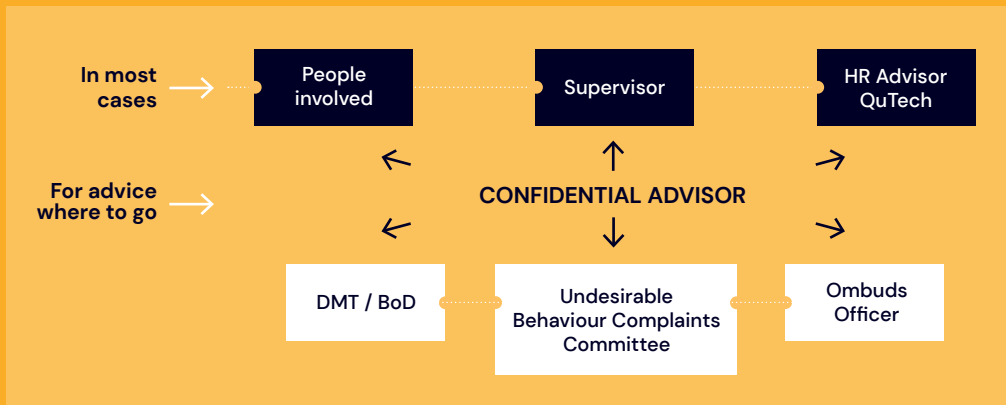 In most
cases
People
involved
Supervisor
HR Advisor
QuTech
For advice
where to go
CONFIDENTIAL ADVISOR
DMT / BoD
Undesirable
Behaviour Complaints
Committee
Ombuds
Officer